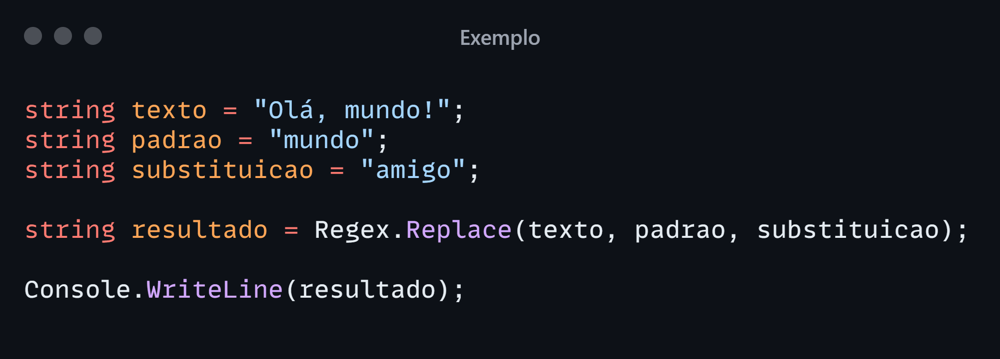 Exemplo
string texto = "Olá, mundo!";
string padrao = "mundo";
string substituicao = "amigo";
string resultado = Regex.Replace(texto, padrao, substituicao);
Console.WriteLine(resultado);